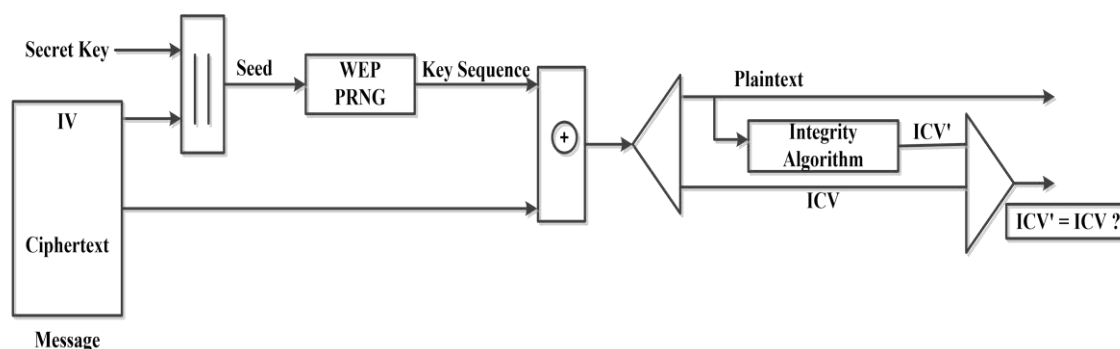 Secret Key
IV
Ciphertext
Message
||
Seed
WEP
PRNG
Key Sequence
+
Plaintext
Integrity
Algorithm
ICV'
ICV
ICV' = ICV ?